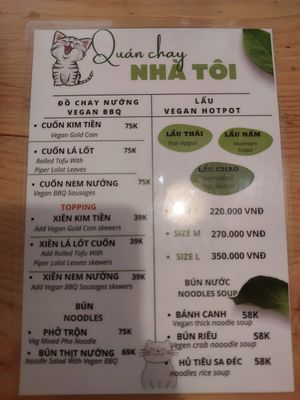 Quán chay
NHÀ TÔI
ĐỒ CHAY NƯỚNG
VEGAN BBQ
• CUỐN KIM TIỀN 75K
Vegan Gold Coin
• CUỐN LÁ LỐT 75K
Rolled Tofu With
Piper Lolot Leaves
• CUỐN NEM NƯỚNG 75K
Vegan BBQ Sausages
TOPPING
• XIÊN KIM TIỀN 39K
Add Vegan Gold Coin skewers
• XIÊN LÁ LỐT CUỐN 39K
Add Rolled Tofu With
Piper Lolot Leaves skewers
• XIÊN NEM NƯỚNG 39K
Add Vegan BBQ Sausages skewers
BÚN
NOODLES
• PHỞ TRỘN 75K
Veg Mixed Pho Noodle
• BÚN THỊT NƯỚNG 69K
Noodle Salad With Vegan BBQ
LẨU
VEGAN HOTPOT
LẨU THÁI
Thai Hotpot
LẨU NẤM
Mushroom
hotpot
LẨU CHAO
Fermented
Tofu Hotpot
S 220.000 VNĐ
• SIZE M 270.000 VNĐ
• SIZE L 350.000 VNĐ
BÚN NƯỚC
NOODLES SOUP
• BÁNH CANH 58K
Vegan thick noodle soup
• BÚN RIÊU 58K
Vegen crab nooodle soup
• HỦ TIẾU SA ĐÉC 58K
noodles rice soup